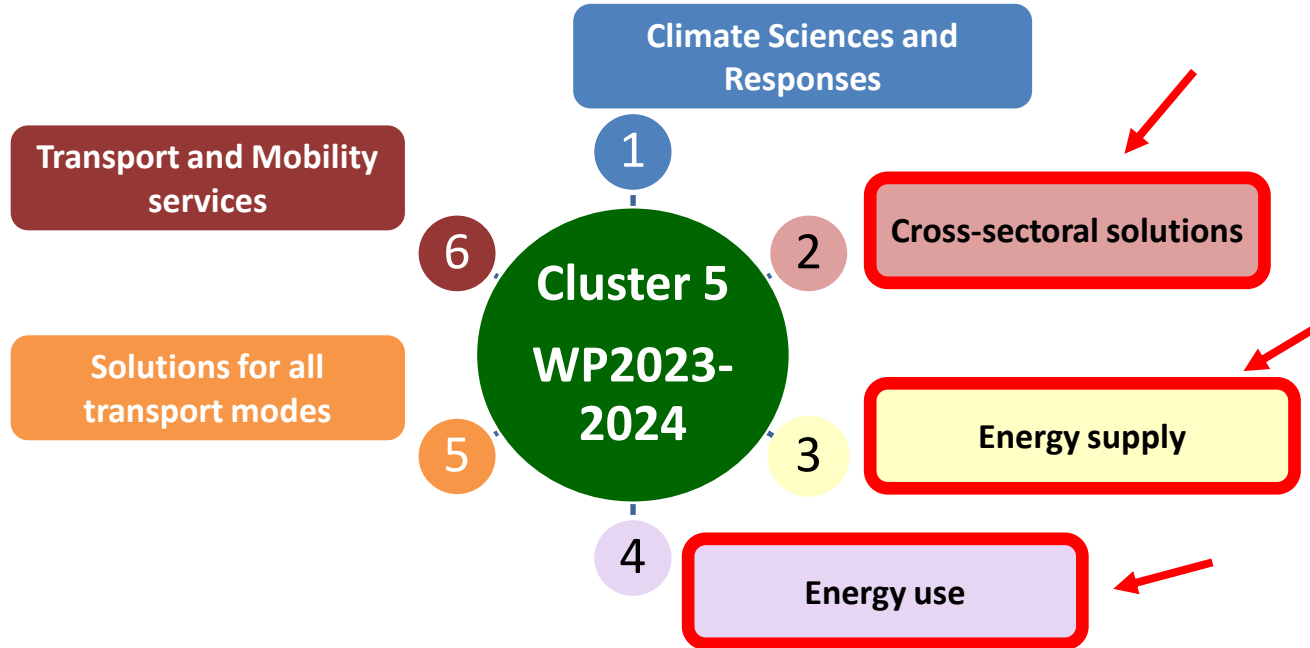 Climate Sciences and
Responses
1
Cross-sectoral solutions
2
Energy supply
3
Energy use
4
Solutions for all
transport modes
5
Transport and Mobility
services
6
Cluster 5
WP2023-
2024